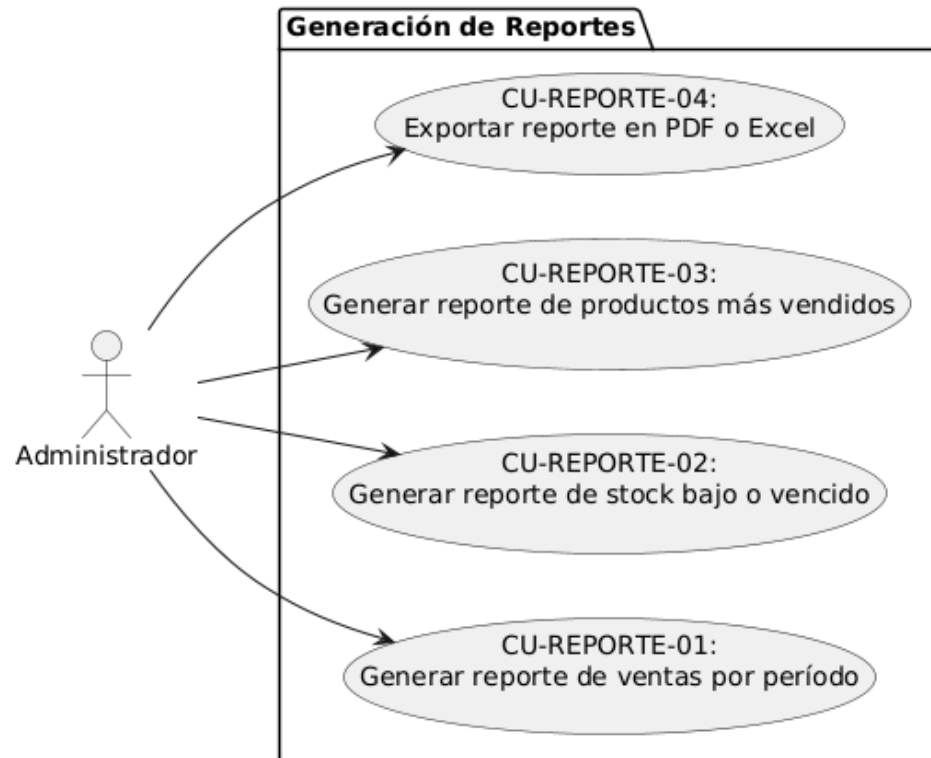 Generación de Reportes
CU-REPORTE-04:
Exportar reporte en PDF o Excel
CU-REPORTE-03:
Generar reporte de productos más vendidos
Administrador
CU-REPORTE-02:
Generar reporte de stock bajo o vencido
CU-REPORTE-01:
Generar reporte de ventas por período